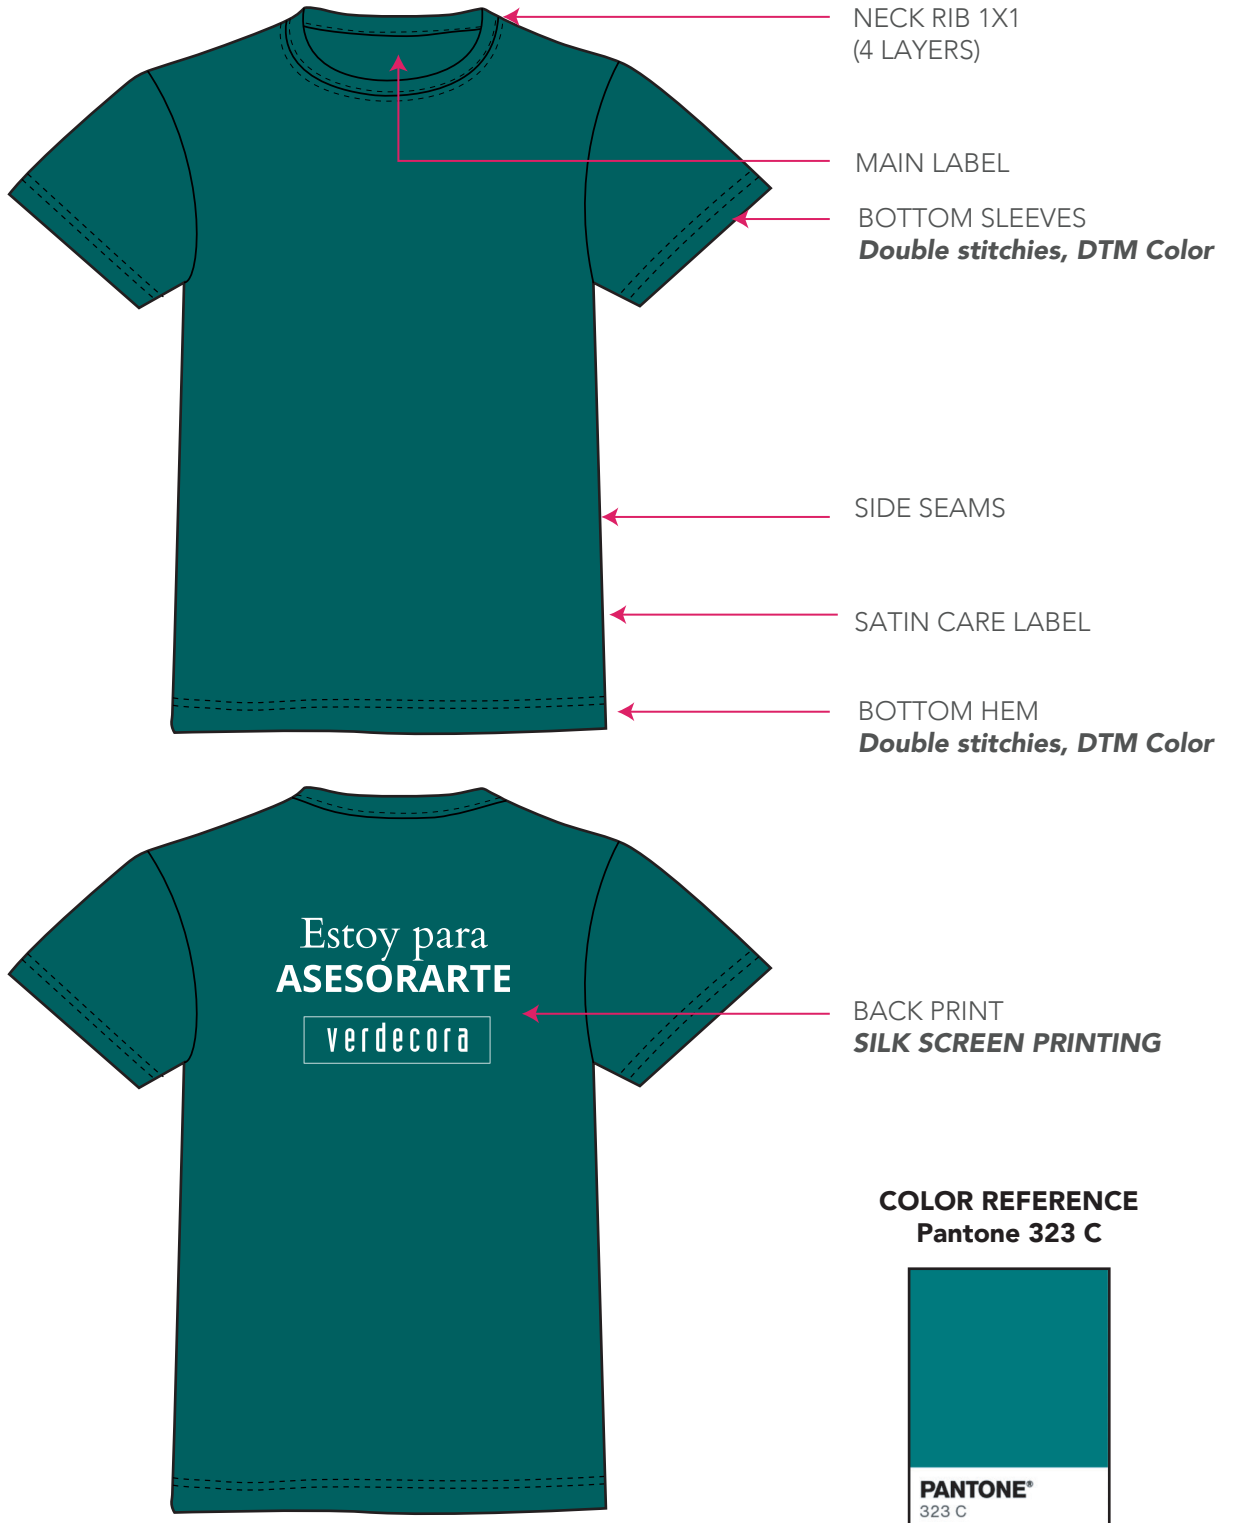 NECK RIB 1X1
(4 LAYERS)
MAIN LABEL
BOTTOM SLEEVES
Double stitchies, DTM Color
SIDE SEAMS
SATIN CARE LABEL
BOTTOM HEM
Double stitchies, DTM Color
Estoy para
ASESORARTE
verdecora
BACK PRINT
SILK SCREEN PRINTING
COLOR REFERENCE
Pantone 323 C
PANTONE®
323 C